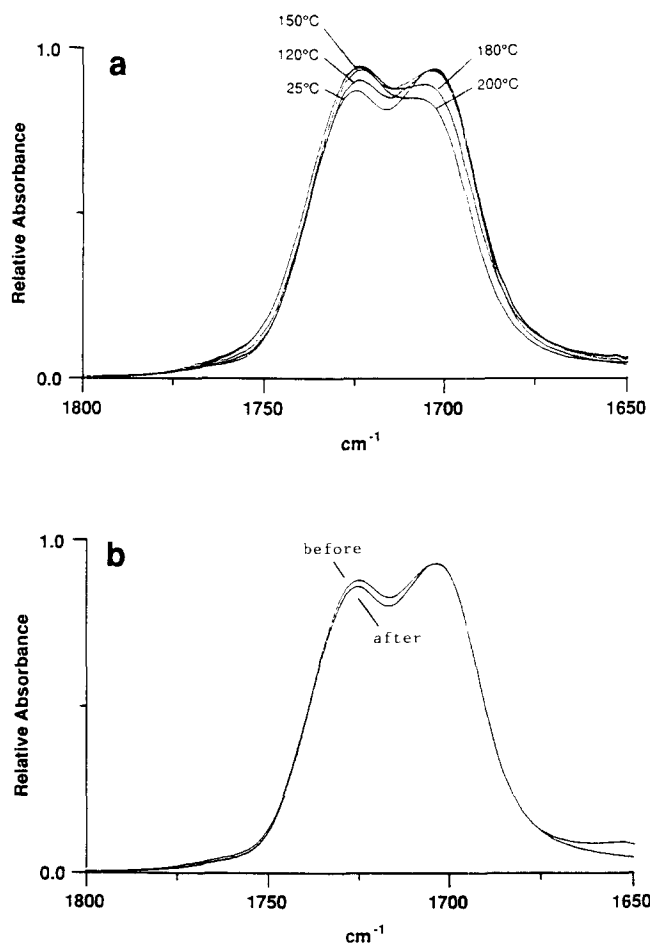 a
150°C
120°C
25°C
180°C
200°C
1.0
Relative Absorbance
0.0
1800
1750
1700
1650
cm-1
b
1.0
before
after
Relative Absorbance
0.0
1800
1750
1700
1650
cm-1